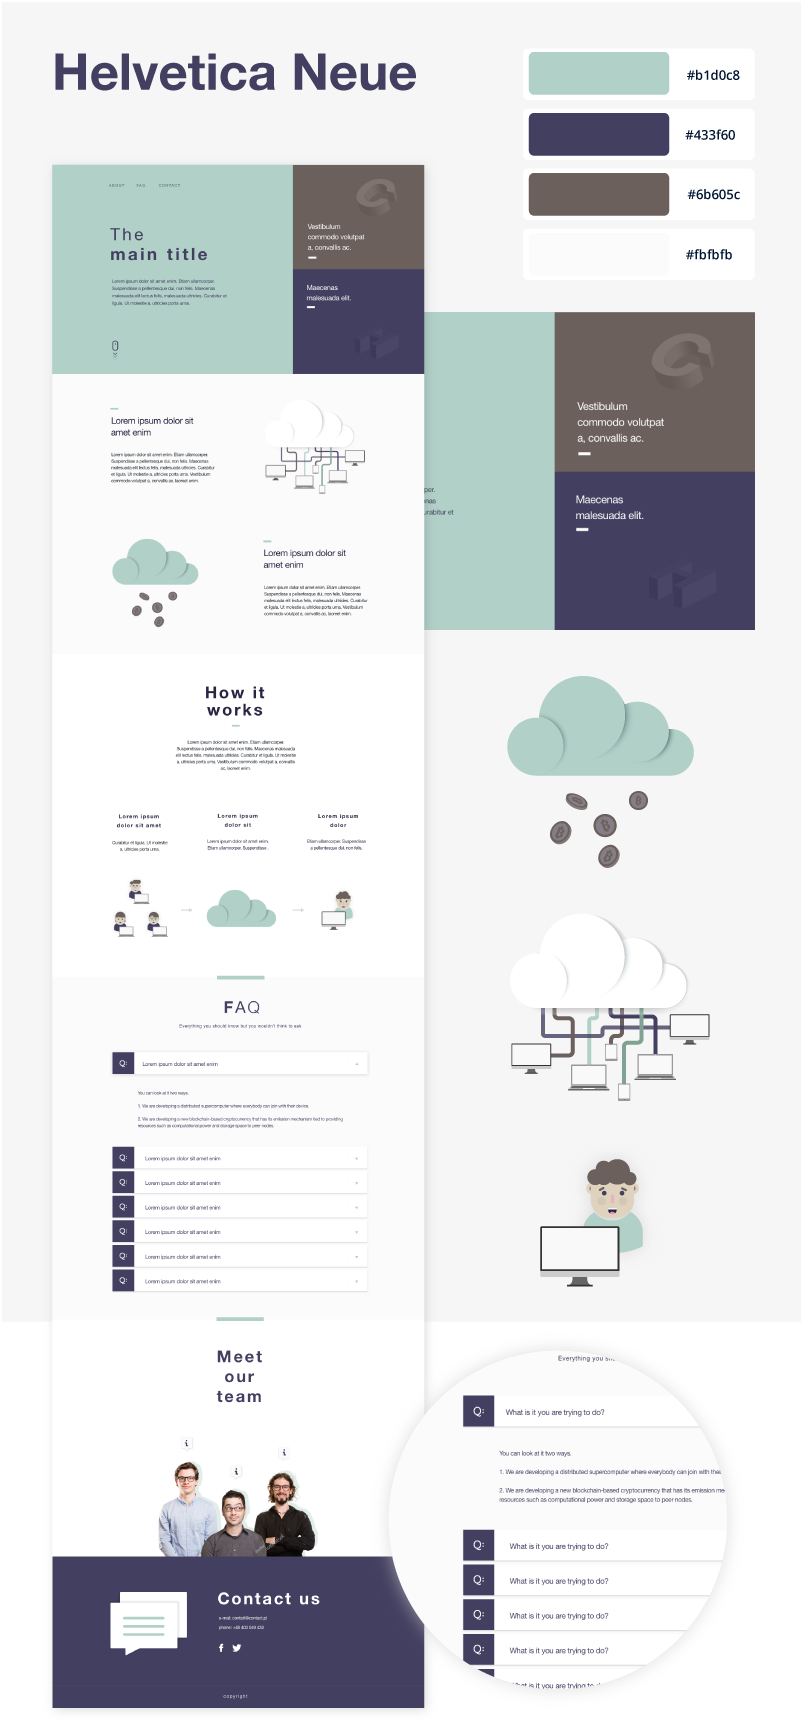 Helvetica Neue
#b1d0c8
#433f60
#6b605c
#fbfbfb
ABOUT FAQ CONTACT
The
main title
Lorem ipsum dolor sit amet enim. Etiam ullamcorper.
Suspendisse a pellentesque dui, non felis. Maecenas
malesuada elit lectus felis, malesuada ultricies. Curabitur et
ligula. Ut molestie a, ultricies porta urna.
Vestibulum
commodo volutpat
a, convallis ac.
Maecenas
malesuada elit.
per.
enas
urabitur et
Vestibulum
commodo volutpat
a, convallis ac.
Maecenas
malesuada elit.
Lorem ipsum dolor sit
amet enim
Lorem ipsum dolor sit amet enim. Etiam ullamcorper.
Suspendisse a pellentesque dui, non felis. Maecenas
malesuada elit lectus felis, malesuada ultricies. Curabitur
et ligula. Ut molestie a, ultricies porta urna. Vestibulum
commodo volutpat a, convallis ac, laoreet enim.
Lorem ipsum dolor sit
amet enim
Lorem ipsum dolor sit amet enim. Etiam ullamcorper.
Suspendisse a pellentesque dui, non felis. Maecenas
malesuada elit lectus felis, malesuada ultricies. Curabitur
et ligula. Ut molestie a, ultricies porta urna. Vestibulum
commodo volutpat a, convallis ac, laoreet enim.
How it
works
Lorem ipsum dolor sit amet enim. Etiam ullamcorper.
Suspendisse a pellentesque dui, non felis. Maecenas malesuada
elit lectus felis, malesuada ultricies. Curabitur et ligula. Ut molestie
a, ultricies porta urna. Vestibulum commodo volutpat a, convallis
ac, laoreet enim.
Lorem ipsum
dolor sit amet
Curabitur et ligula. Ut molestie
a, ultricies porta urna.
Lorem ipsum
dolor sit
Lorem ipsum dolor sit amet enim.
Etiam ullamcorper. Suspendisse .
Lorem ipsum
dolor
Etiam ullamcorper. Suspendisse
a pellentesque dui, non felis.
FAQ
Everything you should know but you wouldn't think to ask
Q: Lorem ipsum dolor sit amet enim
You can look at it two ways.
1. We are developing a distributed supercomputer where everybody can join with their device.
2. We are developing a new blockchain-based cryptocurrency that has its emission mechanism tied to providing
resources such as computational power and storage space to peer nodes.
Q: Lorem ipsum dolor sit amet enim
Q: Lorem ipsum dolor sit amet enim
Q: Lorem ipsum dolor sit amet enim
Q: Lorem ipsum dolor sit amet enim
Q: Lorem ipsum dolor sit amet enim
Q: Lorem ipsum dolor sit amet enim
Meet
our
team
i
i
i
Everything you sh
Q: What is it you are trying to do?
You can look at it two ways.
1. We are developing a distributed supercomputer where everybody can join with thei
2. We are developing a new blockchain-based cryptocurrency that has its emission me
resources such as computational power and storage space to peer nodes.
Q: What is it you are trying to do?
Q: What is it you are trying to do?
Q: What is it you are trying to do?
Q: What is it you are trying to do?
hat is it you are trying to
Contact us
e-mail: contact@contact.pl
copyright